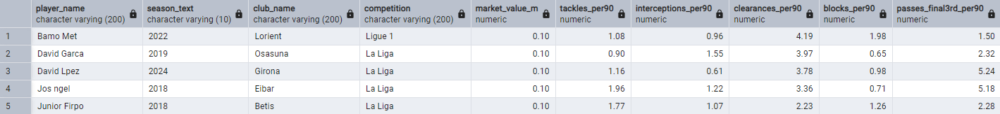 player_name season_text club_name competition market_value_m tackles_per90 interceptions_per90 clearances_per90 blocks_per90 passes_final3rd_per90
character varying (200) character varying (10) character varying (200) character varying (200) numeric numeric numeric numeric numeric numeric
1 Bamo Met 2022 Lorient Ligue 1 0.10 1.08 0.96 4.19 1.98 1.50
2 David Garca 2019 Osasuna La Liga 0.10 0.90 1.55 3.97 0.65 2.32
3 David Lpez 2024 Girona La Liga 0.10 1.16 0.61 3.78 0.98 5.24
4 Jos ngel 2018 Eibar La Liga 0.10 1.96 1.22 3.36 0.71 5.18
5 Junior Firpo 2018 Betis La Liga 0.10 1.77 1.07 2.23 1.26 2.28